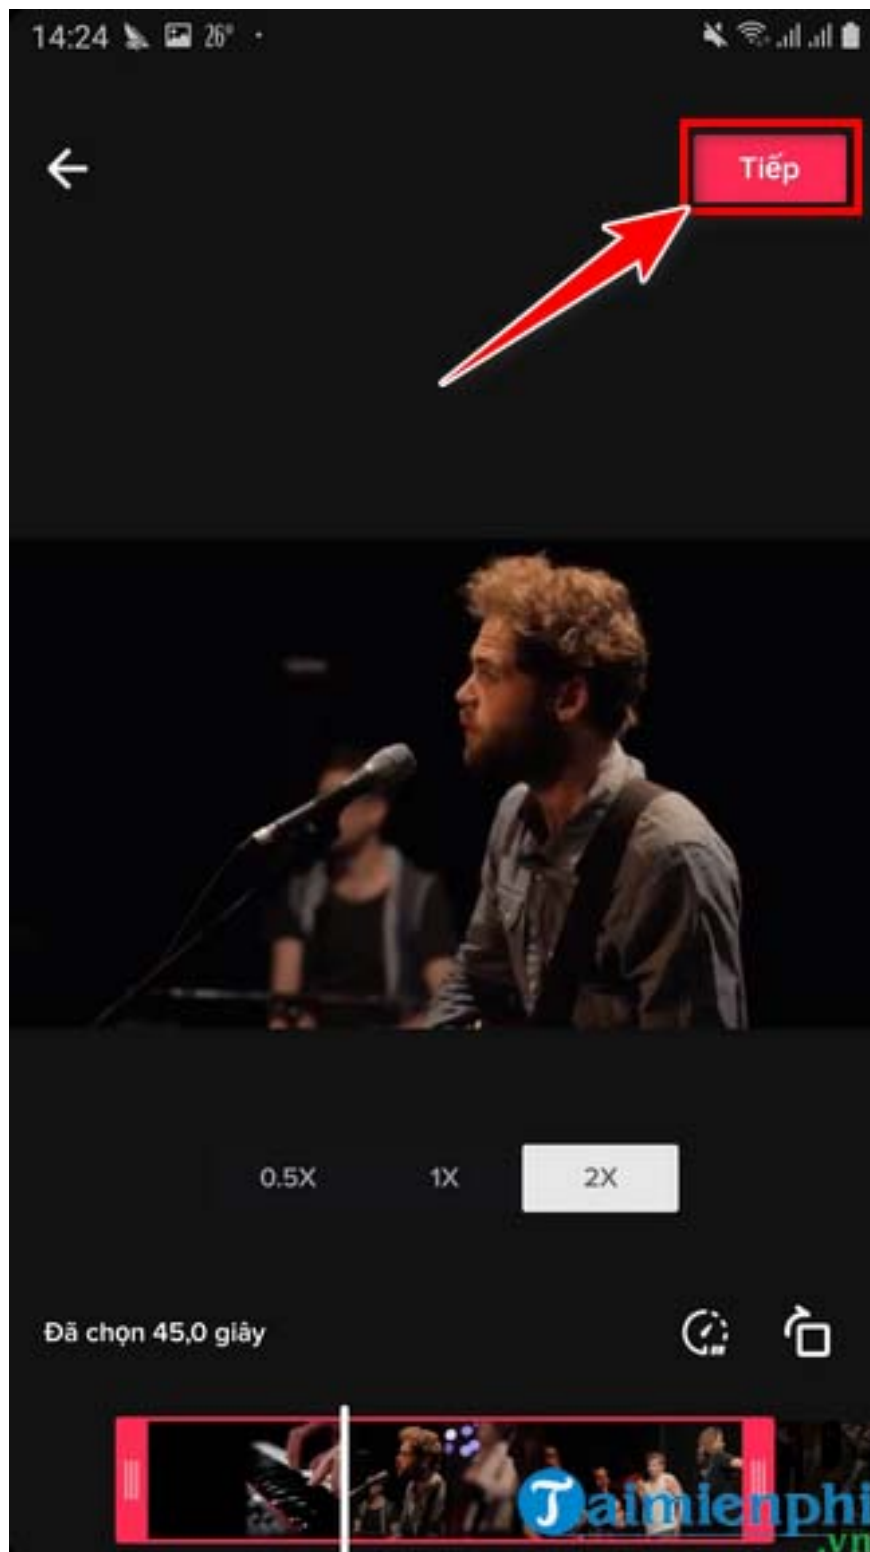 14:24 26°
Tiếp
0.5X 1X 2X
Đã chọn 45,0 giây
Taimienphi
.vn